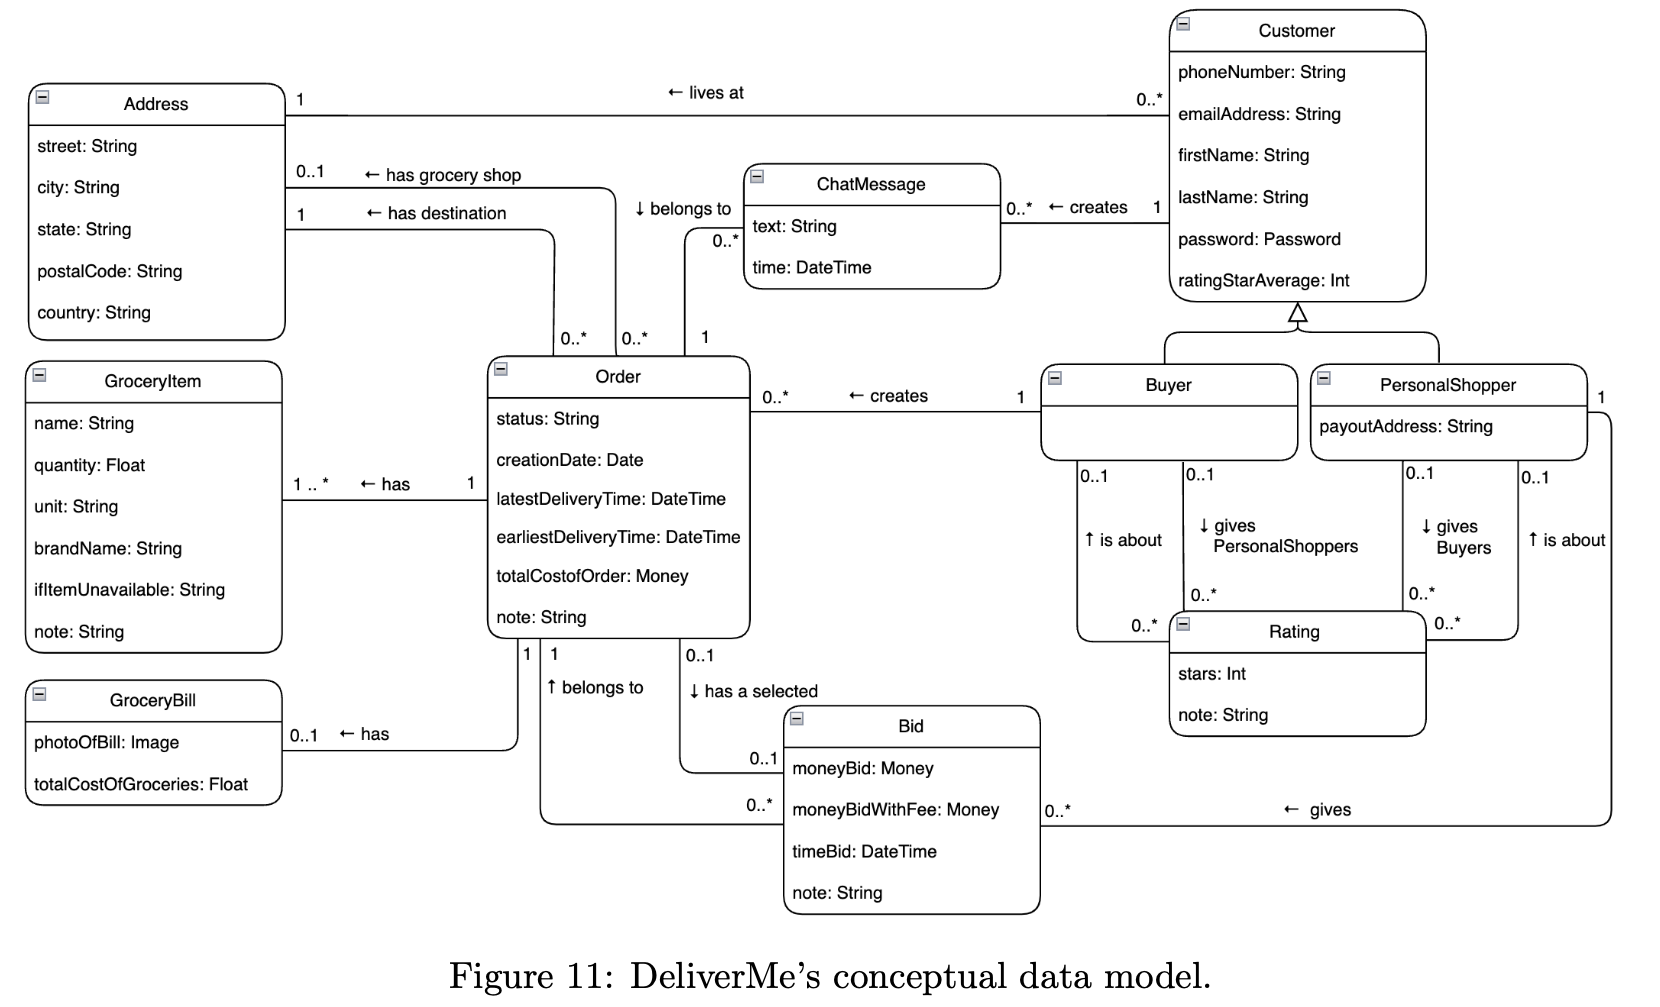 Customer
phoneNumber: String
emailAddress: String
firstName: String
lastName: String
password: Password
ratingStarAverage: Int
Address
street: String
city: String
state: String
postalCode: String
country: String
1
← lives at
0..*
0..1
← has grocery shop
1
← has destination
0..*
0..*
↓ belongs to
0..*
1
ChatMessage
text: String
time: DateTime
0..*
← creates
1
GroceryItem
name: String
quantity: Float
unit: String
brandName: String
ifItemUnavailable: String
note: String
1 .. *
← has
1
Order
status: String
creationDate: Date
latestDeliveryTime: DateTime
earliestDeliveryTime: DateTime
totalCostofOrder: Money
note: String
0..*
← creates
1
Buyer
PersonalShopper
payoutAddress: String
1
0..1
↑ is about
0..*
0..1
↓ gives
PersonalShoppers
0..*
0..1
↓ gives
Buyers
0..*
0..1
↑ is about
0..*
Rating
stars: Int
note: String
GroceryBill
photoOfBill: Image
totalCostOfGroceries: Float
0..1
← has
1
1
↑ belongs to
0..*
0..1
↓ has a selected
0..1
Bid
moneyBid: Money
moneyBidWithFee: Money
timeBid: DateTime
note: String
0..*
← gives
Figure 11: DeliverMe's conceptual data model.